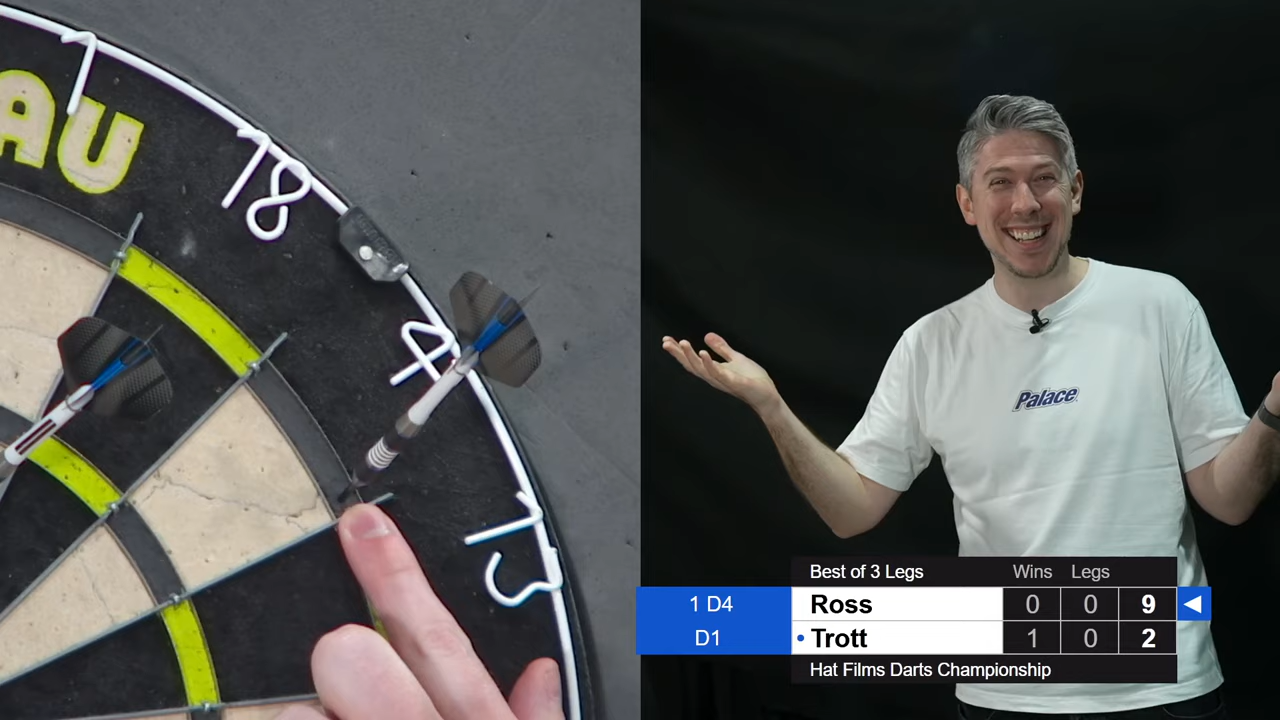 1
AU
18
4
13
Palace
Best of 3 Legs Wins Legs
1 D4 Ross 0 0 9
D1 Trott 1 0 2
Hat Films Darts Championship